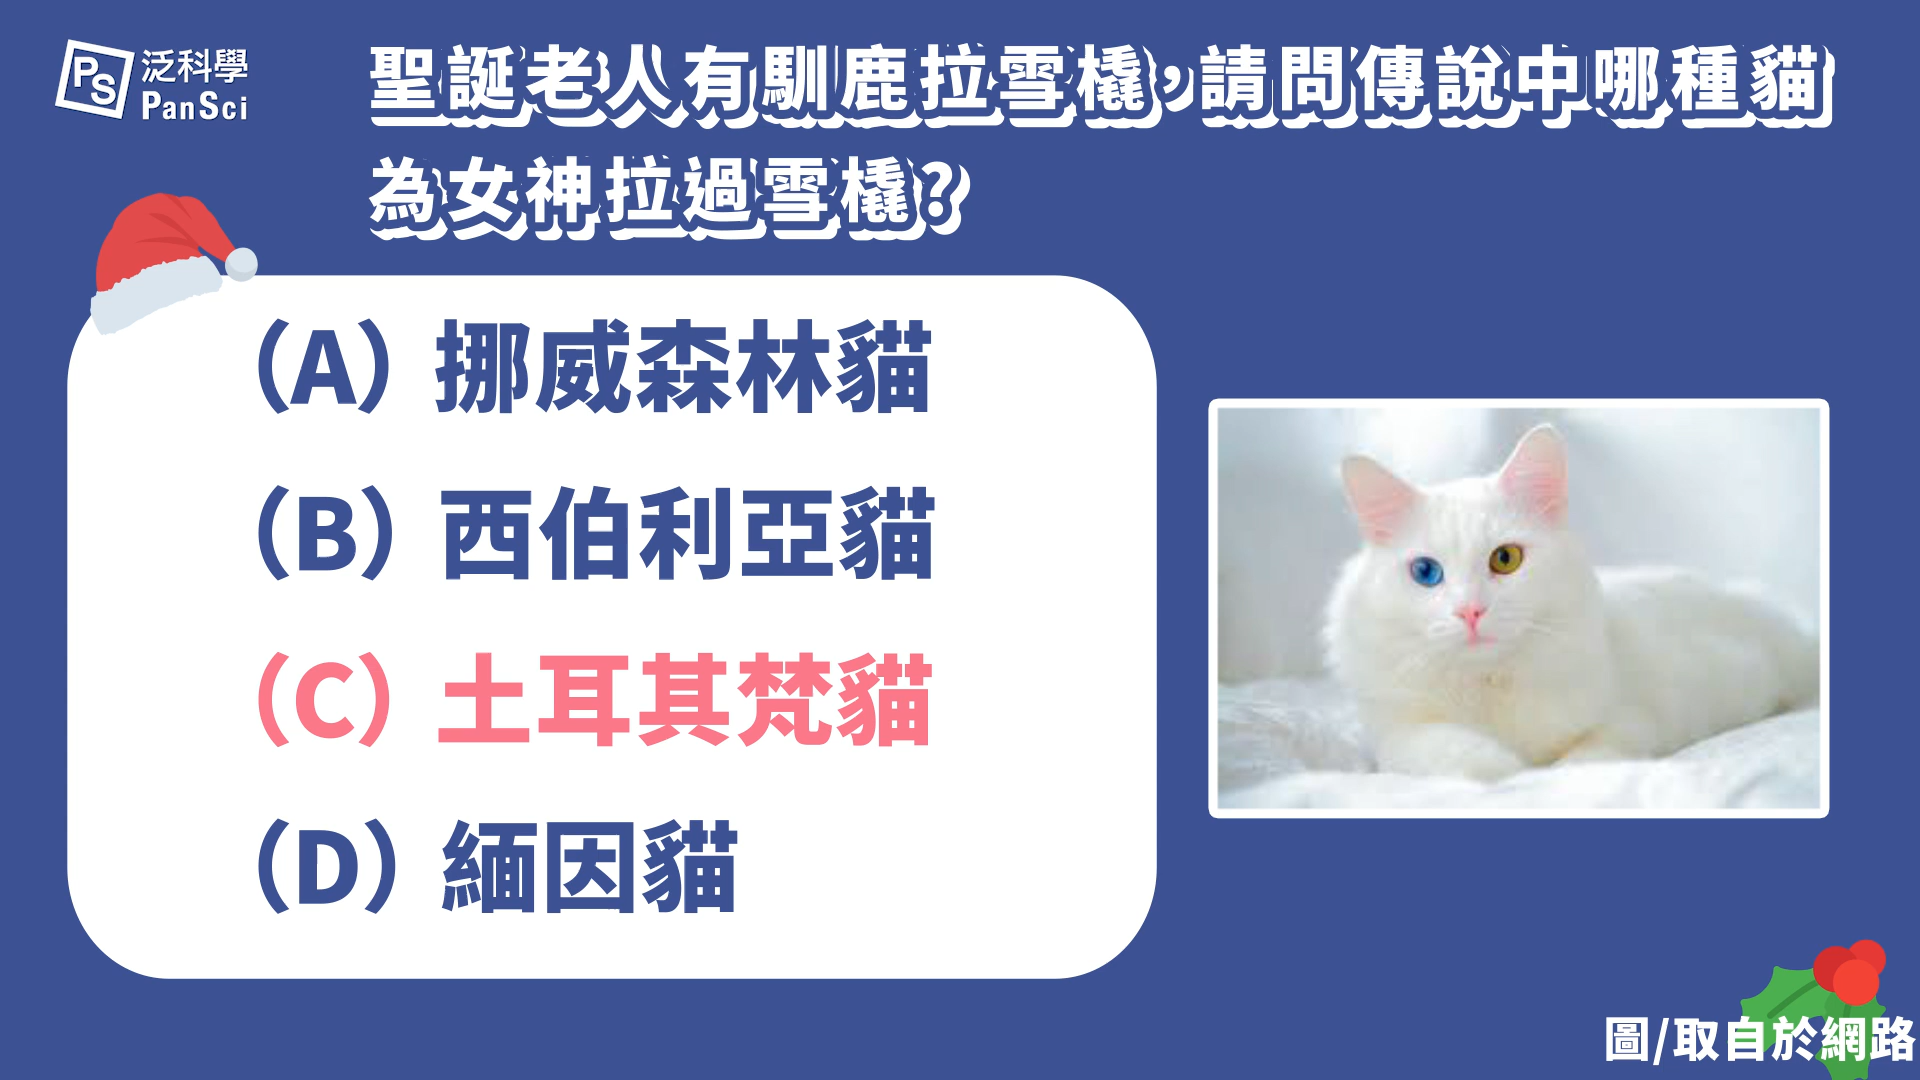 PS 泛科學
PanSci
聖誕老人有馴鹿拉雪橇，請問傳說中哪種貓
為女神拉過雪橇？
（A）挪威森林貓
（B）西伯利亞貓
（C）土耳其梵貓
（D）緬因貓
圖/取自於網路